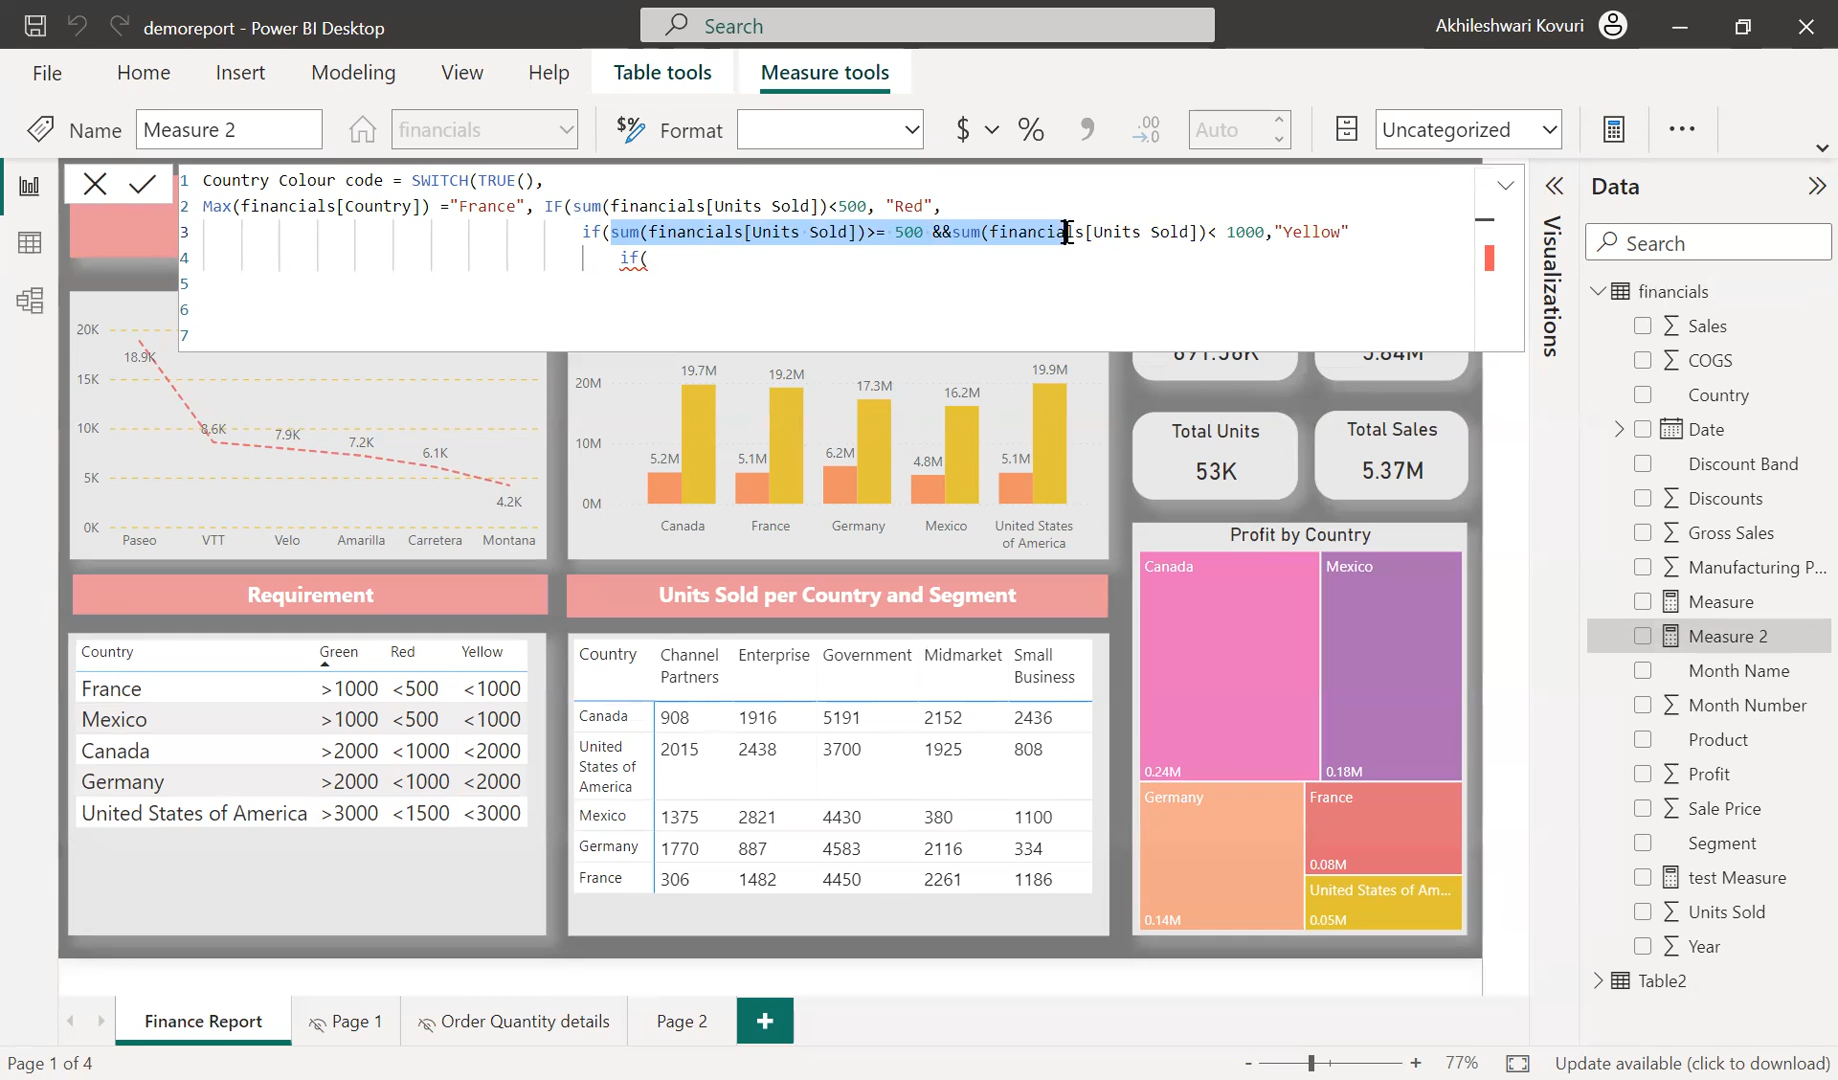 demoreport - Power BI Desktop
Search
Akhileshwari Kovuri
File Home Insert Modeling View Help Table tools Measure tools
Name Measure 2 financials Format $ % .00 Auto Uncategorized
1 Country Colour code = SWITCH(TRUE(),
2 Max(financials[Country]) ="France", IF(sum(financials[Units Sold])<500, "Red",
3 if(sum(financials[Units Sold])>= 500 &&sum(financials[Units Sold])< 1000,"Yellow"
4 if(
5
6
7
20K
15K
10K
5K
0K
18.9K
8.6K
7.9K
7.2K
6.1K
4.2K
Paseo VTT Velo Amarilla Carretera Montana
20M
10M
0M
5.2M 19.7M
5.1M 19.2M
6.2M 17.3M
4.8M 16.2M
5.1M 19.9M
Canada France Germany Mexico United States
of America
Total Units
53K
Total Sales
5.37M
Profit by Country
Canada
0.24M
Mexico
0.18M
Germany
0.14M
France
0.08M
United States of Am...
0.05M
Requirement
Country Green Red Yellow
France >1000 <500 <1000
Mexico >1000 <500 <1000
Canada >2000 <1000 <2000
Germany >2000 <1000 <2000
United States of America >3000 <1500 <3000
Units Sold per Country and Segment
Country Channel Enterprise Government Midmarket Small
Partners Business
Canada 908 1916 5191 2152 2436
United 2015 2438 3700 1925 808
States of
America
Mexico 1375 2821 4430 380 1100
Germany 1770 887 4583 2116 334
France 306 1482 4450 2261 1186
Visualizations
Data
Search
financials
Sales
COGS
Country
Date
Discount Band
Discounts
Gross Sales
Manufacturing P...
Measure
Measure 2
Month Name
Month Number
Product
Profit
Sale Price
Segment
test Measure
Units Sold
Year
Table2
Finance Report Page 1 Order Quantity details Page 2 +
Page 1 of 4
- + 77%
Update available (click to download)